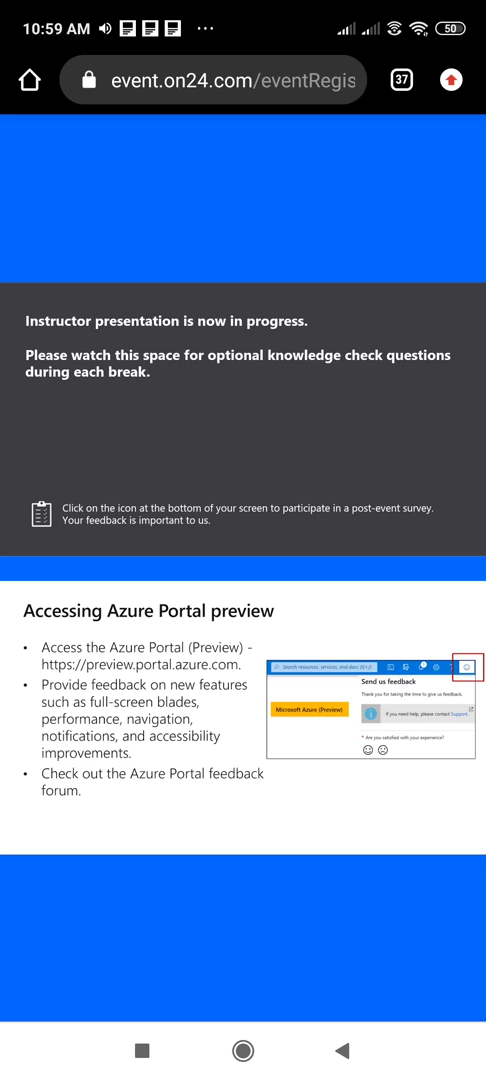 10:59 AM
50
event.on24.com/eventRegis
37
Instructor presentation is now in progress.
Please watch this space for optional knowledge check questions
during each break.
Click on the icon at the bottom of your screen to participate in a post-event survey.
Your feedback is important to us.
Accessing Azure Portal preview
• Access the Azure Portal (Preview) -
https://preview.portal.azure.com.
• Provide feedback on new features
such as full-screen blades,
performance, navigation,
notifications, and accessibility
improvements.
• Check out the Azure Portal feedback
forum.
Search resources, services, and docs (G+/)
Send us feedback
Thank you for taking the time to give us feedback.
Microsoft Azure (Preview)
If you need help, please contact Support.
* Are you satisfied with your experience?